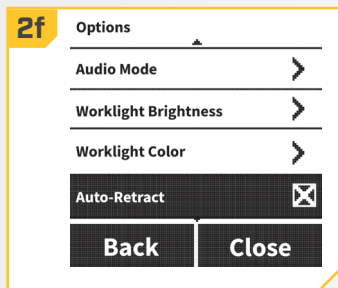 2f
Options
Audio Mode
Worklight Brightness
Worklight Color
Auto-Retract
Back Close